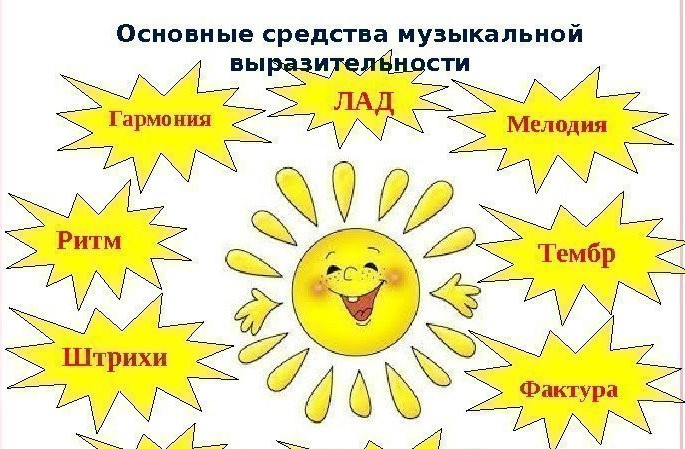 Основные средства музыкальной
выразительности
Гармония
ЛАД
Мелодия
Ритм
Тембр
Штрихи
Фактура